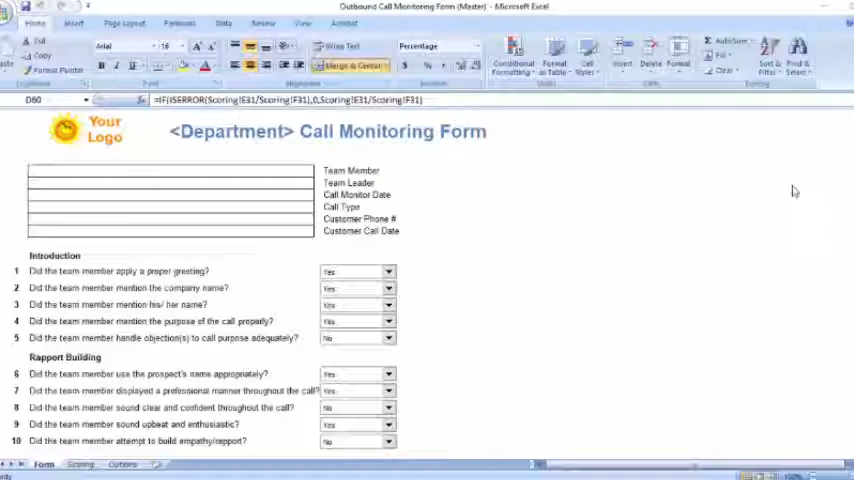 Outbound Call Monitoring Form (Master) - Microsoft Excel
Home Insert Page Layout Formulas Data Review View Acrobat
Cut
Copy
Format Painter
Arial 16
Wrap Text
Merge & Center
Percentage
Conditional Formatting
Format as Table
Cell Styles
Insert Delete Format
AutoSum
Fill
Clear
Sort & Filter
Find & Select
D60 =IF(ISERROR(Scoring!E31/Scoring!F31),0,Scoring!E31/Scoring!F31)
Your Logo
<Department> Call Monitoring Form
Team Member
Team Leader
Call Monitor Date
Call Type
Customer Phone #
Customer Call Date
Introduction
1 Did the team member apply a proper greeting? Yes
2 Did the team member mention the company name? Yes
3 Did the team member mention his/ her name? Yes
4 Did the team member mention the purpose of the call properly? Yes
5 Did the team member handle objection(s) to call purpose adequately? No
Rapport Building
6 Did the team member use the prospect's name appropriately? Yes
7 Did the team member displayed a professional manner throughout the call? Yes
8 Did the team member sound clear and confident throughout the call? No
9 Did the team member sound upbeat and enthusiastic? Yes
10 Did the team member attempt to build empathy/rapport? No
Form Scoring Options
100%